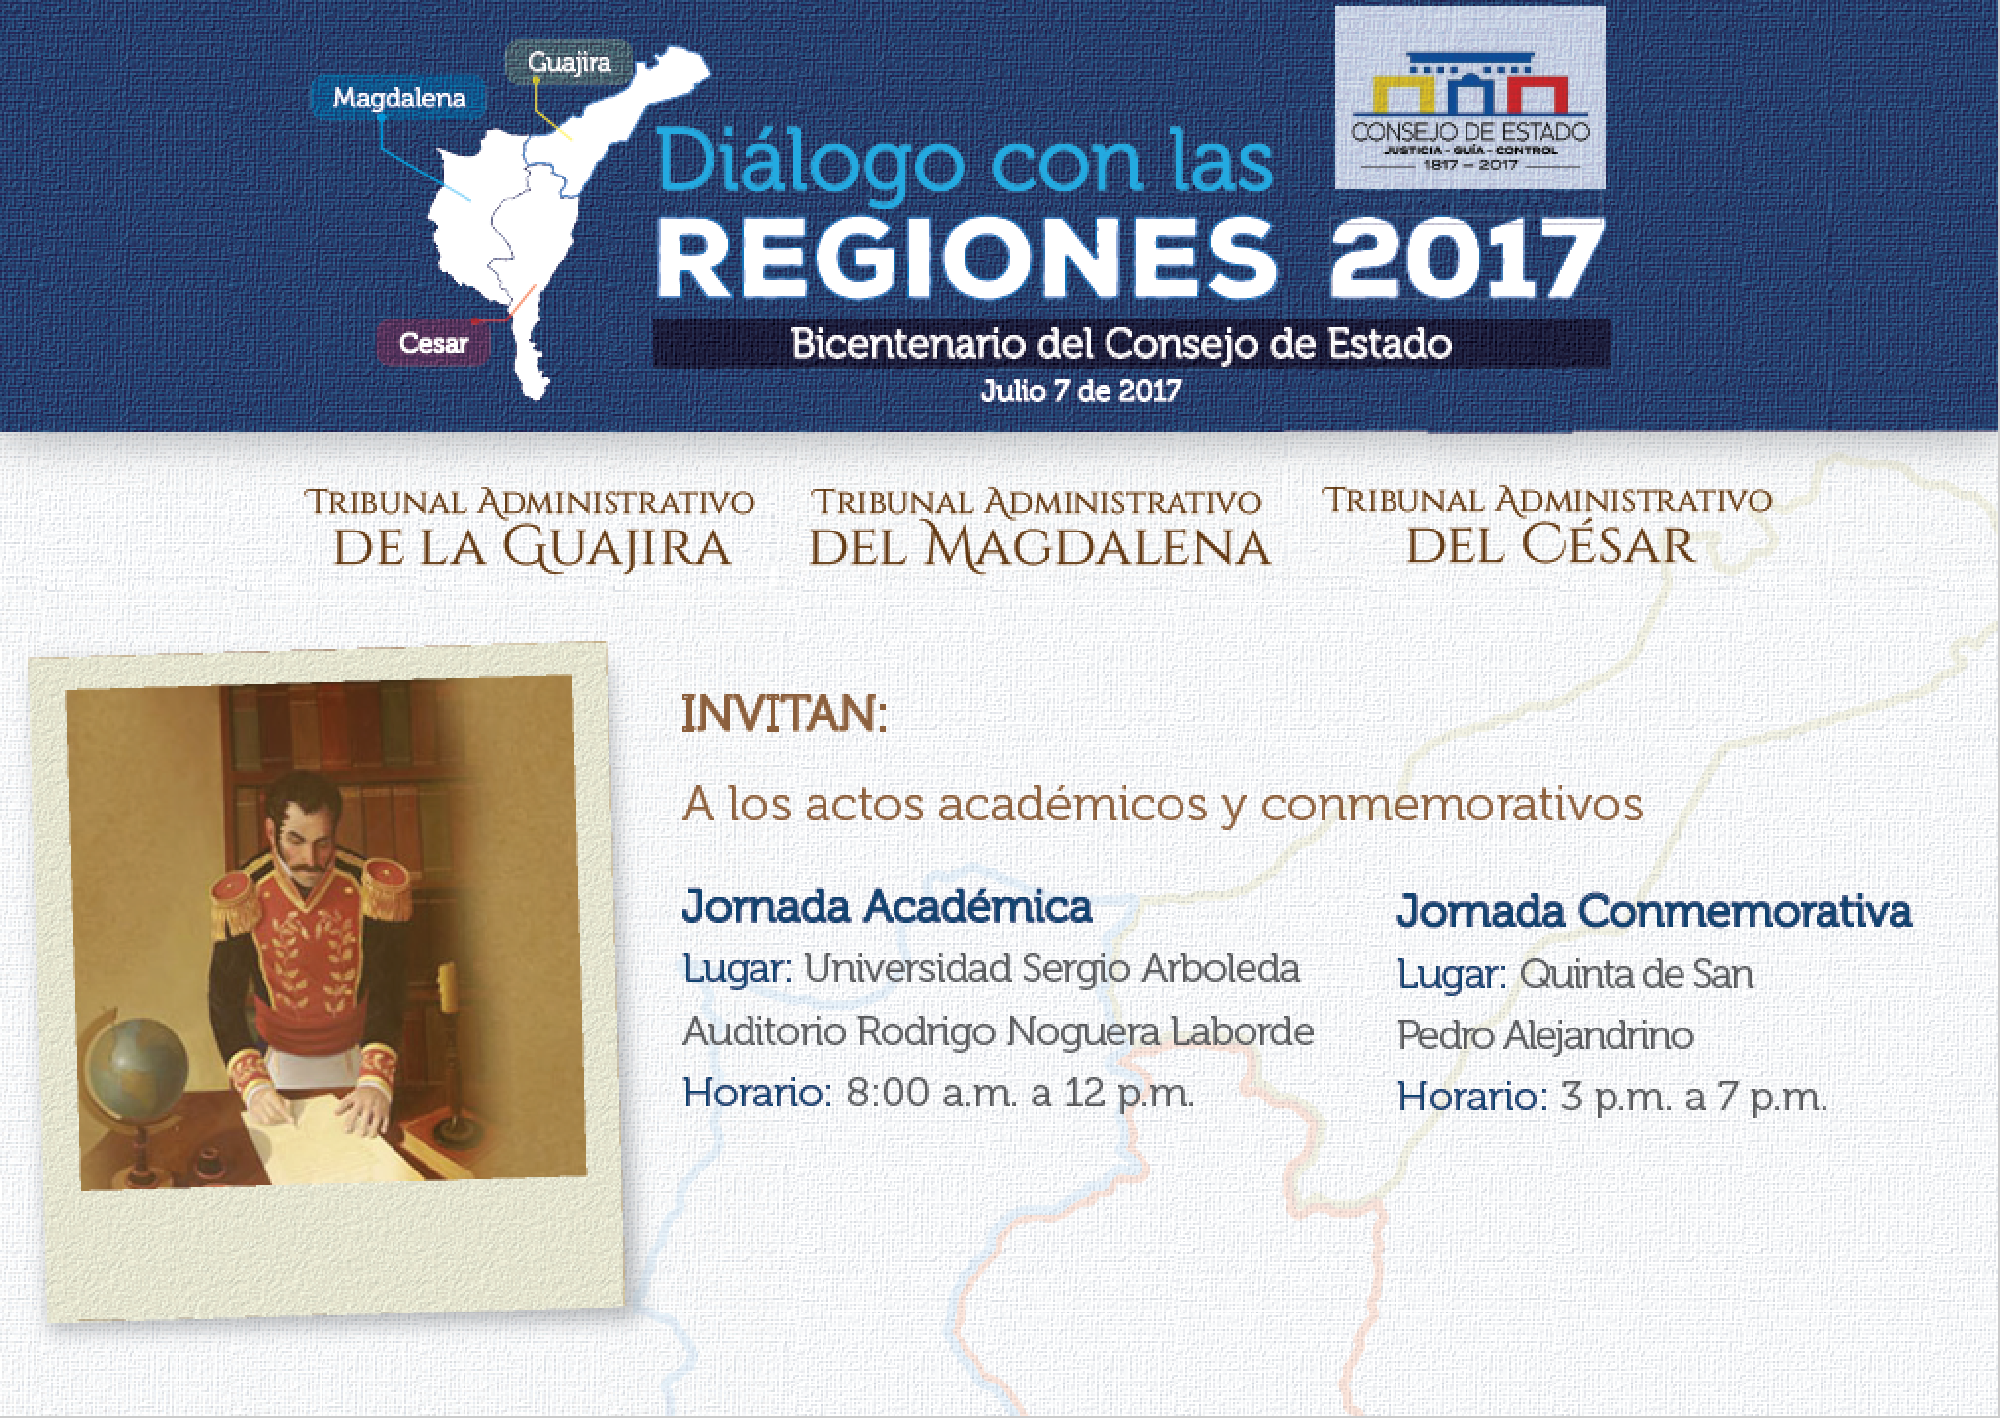 Guajira
Magdalena
Cesar
CONSEJO DE ESTADO
JUSTICIA - GUÍA - CONTROL
1817 - 2017
Diálogo con las
REGIONES 2017
Bicentenario del Consejo de Estado
Julio 7 de 2017
TRIBUNAL ADMINISTRATIVO
DE LA GUAJIRA
TRIBUNAL ADMINISTRATIVO
DEL MAGDALENA
TRIBUNAL ADMINISTRATIVO
DEL CÉSAR
INVITAN:
A los actos académicos y conmemorativos
Jornada Académica
Lugar: Universidad Sergio Arboleda
Auditorio Rodrigo Noguera Laborde
Horario: 8:00 a.m. a 12 p.m.
Jornada Conmemorativa
Lugar: Quinta de San
Pedro Alejandrino
Horario: 3 p.m. a 7 p.m.